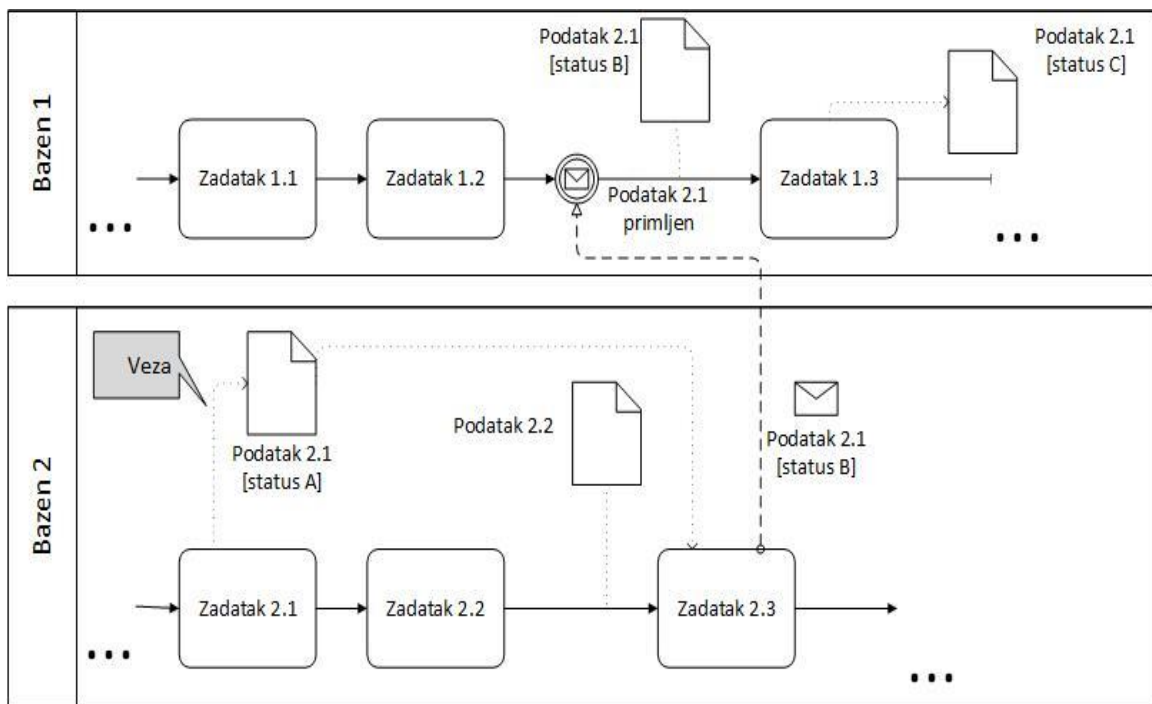 Bazen 1
Podatak 2.1
[status B]
Podatak 2.1
[status C]
Zadatak 1.1
Zadatak 1.2
Podatak 2.1
primljen
Zadatak 1.3
...
...
Bazen 2
Veza
Podatak 2.1
[status A]
Podatak 2.2
Podatak 2.1
[status B]
Zadatak 2.1
Zadatak 2.2
Zadatak 2.3
...
...